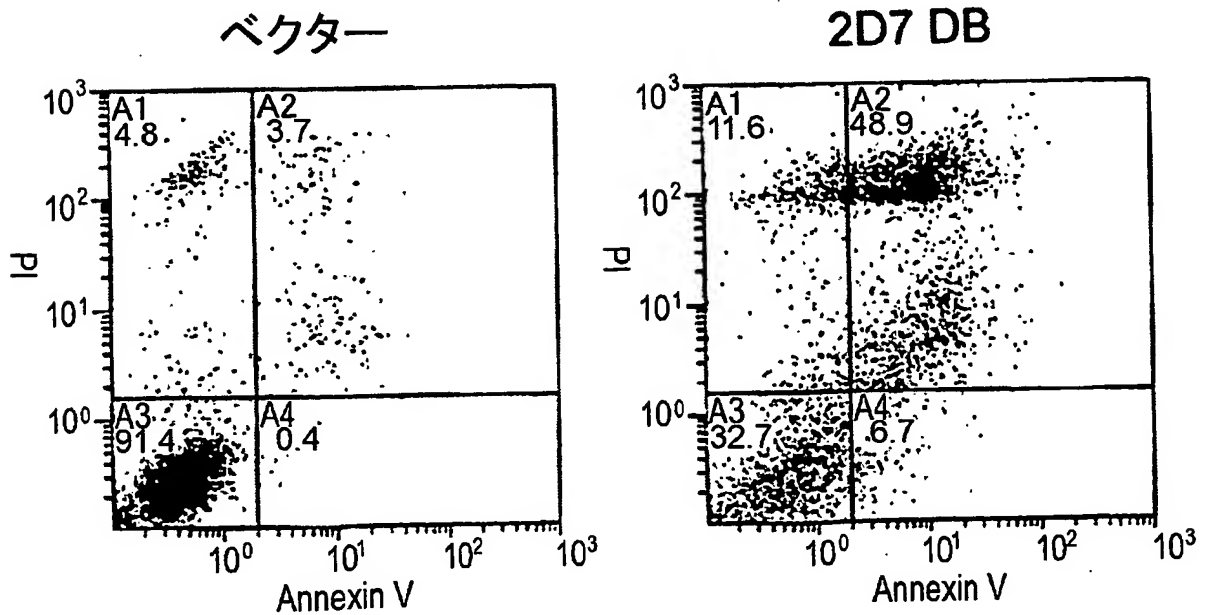 ベクター
2D7 DB
10³
A1
4.8
A2
3.7
10²
PI
10¹
10⁰
A3
91.4
A4
0.4
10⁰ 10¹ 10² 10³
Annexin V
10³
A1
11.6
A2
48.9
10²
PI
10¹
10⁰
A3
32.7
A4
6.7
10⁰ 10¹ 10² 10³
Annexin V